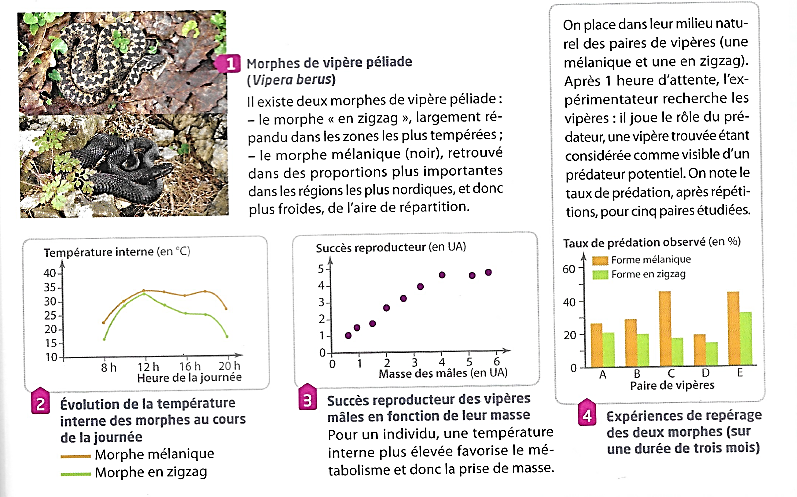 1 Morphes de vipère péliade
(Vipera berus)
Il existe deux morphes de vipère péliade :
– le morphe « en zigzag », largement ré-
pandu dans les zones les plus tempérées ;
– le morphe mélanique (noir), retrouvé
dans des proportions plus importantes
dans les régions les plus nordiques, et donc
plus froides, de l'aire de répartition.
On place dans leur milieu natu-
rel des paires de vipères (une
mélanique et une en zigzag).
Après 1 heure d'attente, l'ex-
périmentateur recherche les
vipères : il joue le rôle du pré-
dateur, une vipère trouvée étant
considérée comme visible d'un
prédateur potentiel. On note le
taux de prédation, après répéti-
tions, pour cinq paires étudiées.
Température interne (en °C)
40
35
30
25
20
15
10
8 h 12 h 16 h 20 h
Heure de la journée
2 Évolution de la température
interne des morphes au cours
de la journée
Morphe mélanique
Morphe en zigzag
Succès reproducteur (en UA)
5
4
3
2
1
0
0 1 2 3 4 5 6
Masse des mâles (en UA)
3 Succès reproducteur des vipères
mâles en fonction de leur masse
Pour un individu, une température
interne plus élevée favorise le mé-
tabolisme et donc la prise de masse.
Taux de prédation observé (en %)
Forme mélanique
Forme en zigzag
60
40
20
0
A B C D E
Paire de vipères
4 Expériences de repérage
des deux morphes (sur
une durée de trois mois)